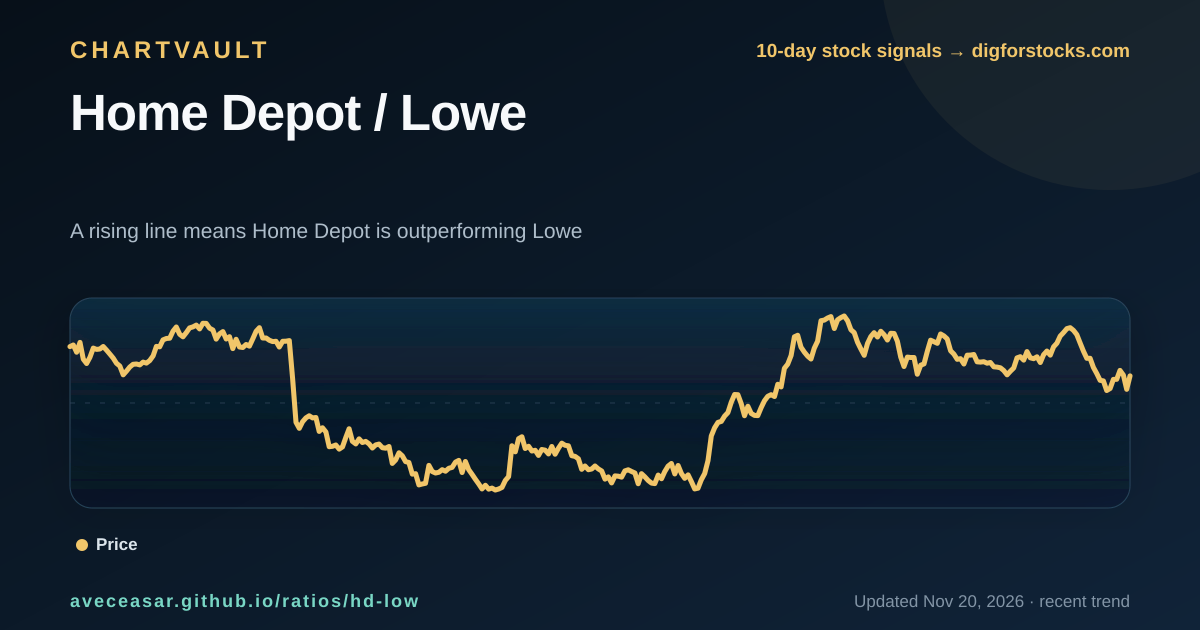 CHARTVAULT
10-day stock signals → digforstocks.com
Home Depot / Lowe
A rising line means Home Depot is outperforming Lowe
Price
aveceasar.github.io/ratios/hd-low
Updated Nov 20, 2026 · recent trend